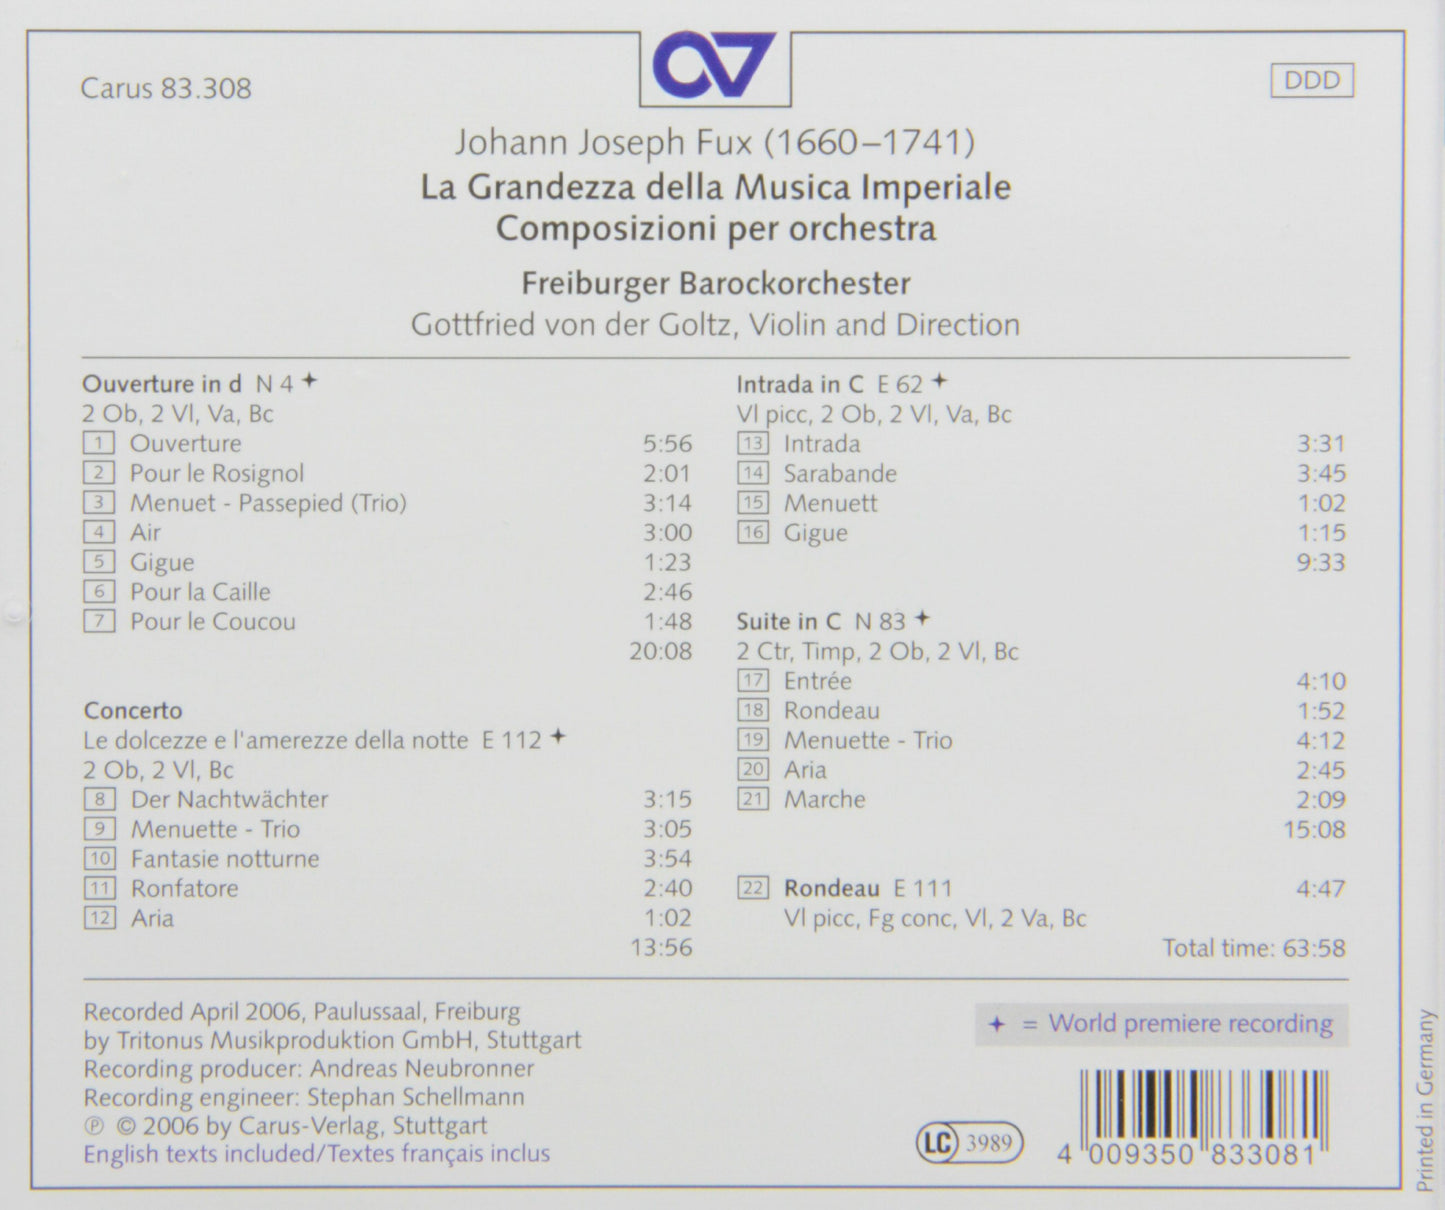 Carus 83.308
DDD
Johann Joseph Fux (1660–1741)
La Grandezza della Musica Imperiale
Composizioni per orchestra
Freiburger Barockorchester
Gottfried von der Goltz, Violin and Direction
Ouverture in d N 4 ✦
2 Ob, 2 Vl, Va, Bc
1 Ouverture 5:56
2 Pour le Rosignol 2:01
3 Menuet - Passepied (Trio) 3:14
4 Air 3:00
5 Gigue 1:23
6 Pour la Caille 2:46
7 Pour le Coucou 1:48
20:08
Concerto
Le dolcezze e l'amerezze della notte E 112 ✦
2 Ob, 2 Vl, Bc
8 Der Nachtwächter 3:15
9 Menuette - Trio 3:05
10 Fantasie notturne 3:54
11 Ronfatore 2:40
12 Aria 1:02
13:56
Intrada in C E 62 ✦
Vl picc, 2 Ob, 2 Vl, Va, Bc
13 Intrada 3:31
14 Sarabande 3:45
15 Menuett 1:02
16 Gigue 1:15
9:33
Suite in C N 83 ✦
2 Ctr, Timp, 2 Ob, 2 Vl, Bc
17 Entrée 4:10
18 Rondeau 1:52
19 Menuette - Trio 4:12
20 Aria 2:45
21 Marche 2:09
15:08
22 Rondeau E 111 4:47
Vl picc, Fg conc, Vl, 2 Va, Bc
Total time: 63:58
Recorded April 2006, Paulussaal, Freiburg
by Tritonus Musikproduktion GmbH, Stuttgart
Recording producer: Andreas Neubronner
Recording engineer: Stephan Schellmann
℗ © 2006 by Carus-Verlag, Stuttgart
English texts included/Textes français inclus
✦ = World premiere recording
LC 3989
4 009350 833081
Printed in Germany